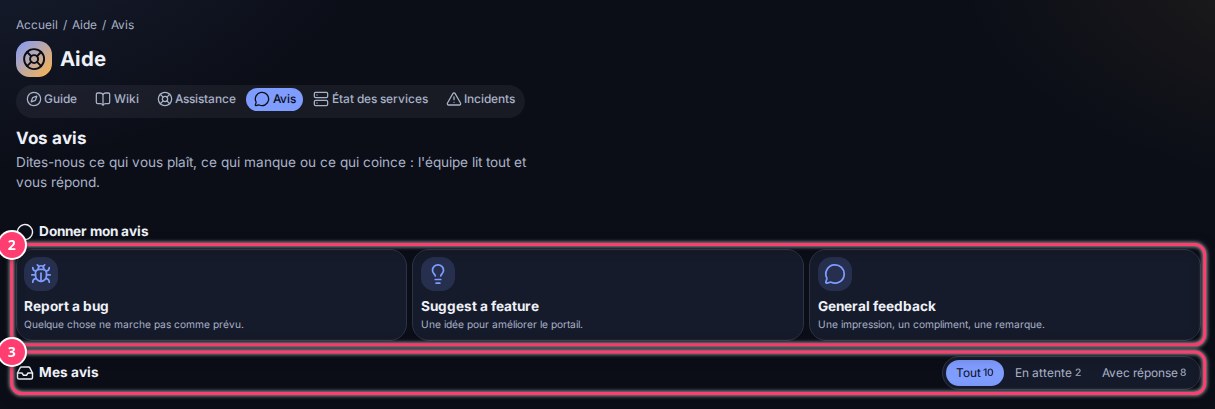 Accueil / Aide / Avis
Aide
Guide Wiki Assistance Avis État des services Incidents
Vos avis
Dites-nous ce qui vous plaît, ce qui manque ou ce qui coince : l'équipe lit tout et
vous répond.
Donner mon avis
2
Report a bug Suggest a feature General feedback
Quelque chose ne marche pas comme prévu. Une idée pour améliorer le portail. Une impression, un compliment, une remarque.
3
Mes avis Tout 10 En attente 2 Avec réponse 8